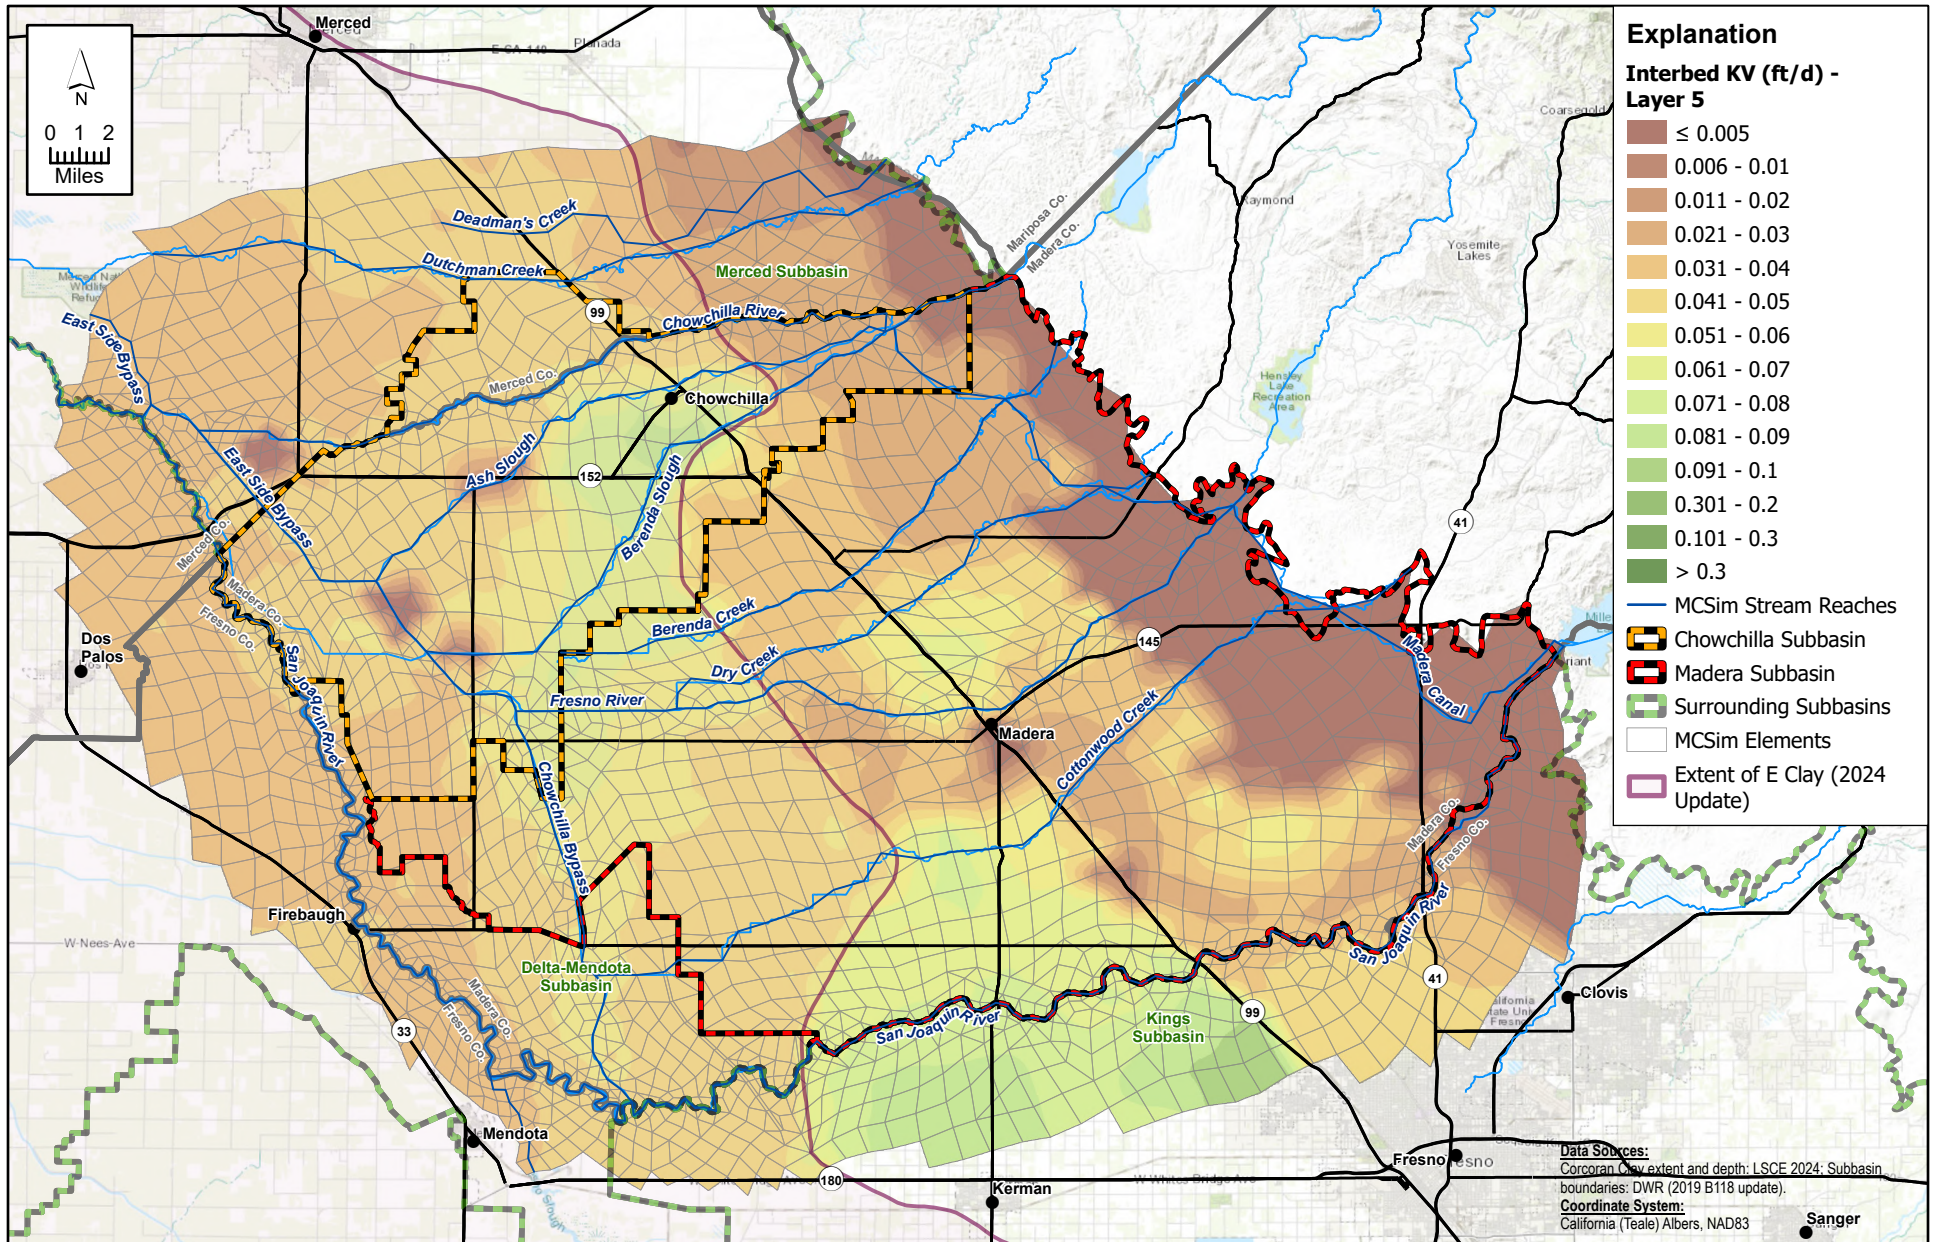 Merced
Planada
N
0 1 2
Miles
Deadman's Creek
Dutchman Creek
Merced Subbasin
Mariposa Co.
Madera Co.
Raymond
Coarsegold
Yosemite
Lakes
Hensley
Lake
Recreation
Area
East Side Bypass
99
Chowchilla River
Merced Co.
Chowchilla
Ash Slough
152
Berenda Slough
East Side Bypass
41
Merced Co.
Madera Co.
Fresno Co.
Dos
Palos
San Joaquin River
Berenda Creek
Dry Creek
Fresno River
145
Madera Canal
Madera
Cottonwood Creek
Chowchilla Bypass
Madera Co.
Fresno Co.
Firebaugh
W Nees Ave
Delta-Mendota
Subbasin
Madera Co.
Fresno Co.
33
San Joaquin River
San Joaquin River
Kings
Subbasin
99
41
Clovis
Mendota
180
Kerman
W Whites Bridge Ave
Fresno
Sanger
Explanation
Interbed KV (ft/d) -
Layer 5
≤ 0.005
0.006 - 0.01
0.011 - 0.02
0.021 - 0.03
0.031 - 0.04
0.041 - 0.05
0.051 - 0.06
0.061 - 0.07
0.071 - 0.08
0.081 - 0.09
0.091 - 0.1
0.301 - 0.2
0.101 - 0.3
> 0.3
MCSim Stream Reaches
Chowchilla Subbasin
Madera Subbasin
Surrounding Subbasins
MCSim Elements
Extent of E Clay (2024
Update)
Data Sources:
Corcoran Clay extent and depth: LSCE 2024; Subbasin
boundaries: DWR (2019 B118 update).
Coordinate System:
California (Teale) Albers, NAD83